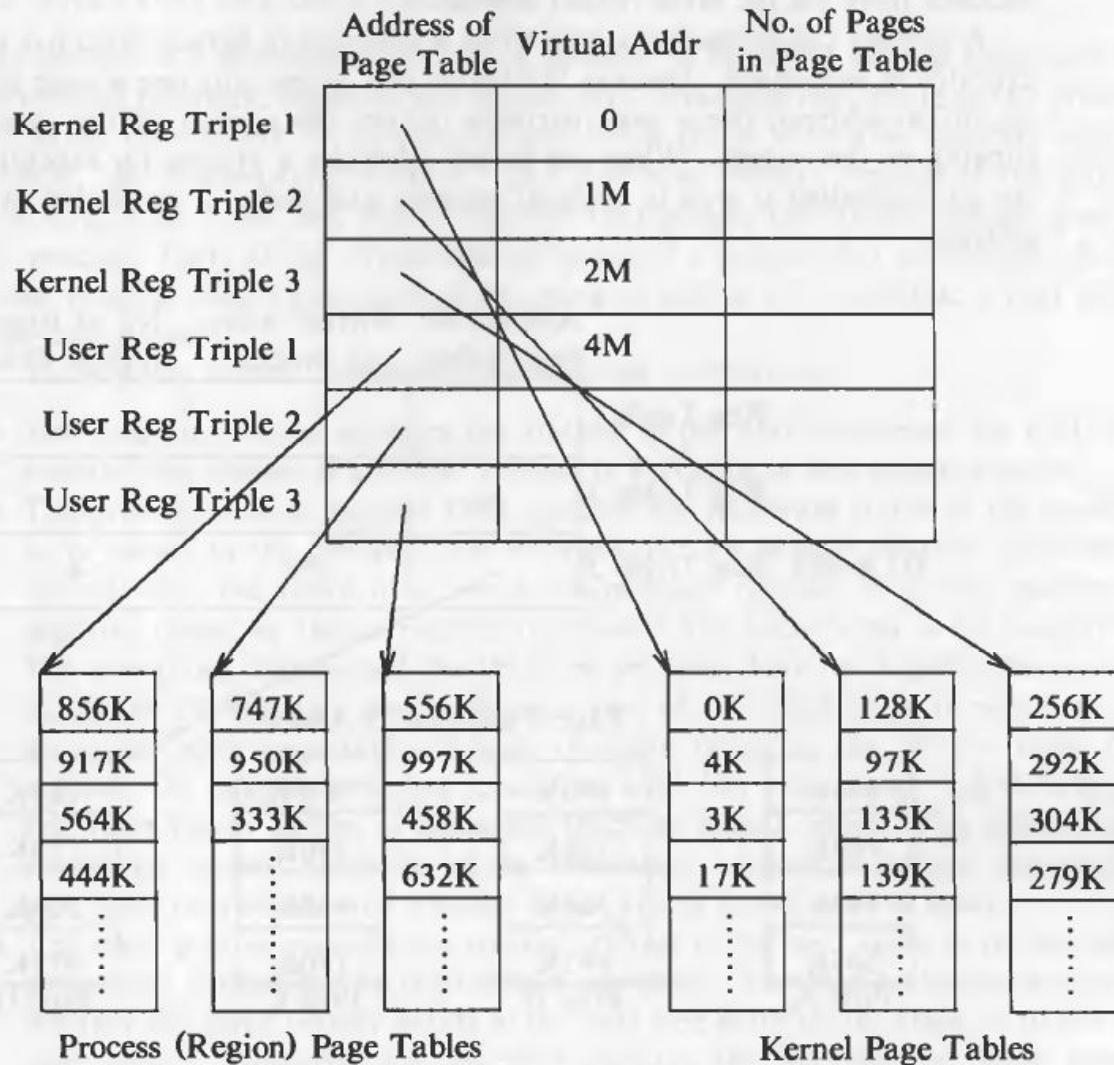 Address of
Page Table
Virtual Addr
No. of Pages
in Page Table
Kernel Reg Triple 1
0
Kernel Reg Triple 2
1M
Kernel Reg Triple 3
2M
User Reg Triple 1
4M
User Reg Triple 2
User Reg Triple 3
856K 747K 556K 0K 128K 256K
917K 950K 997K 4K 97K 292K
564K 333K 458K 3K 135K 304K
444K 632K 17K 139K 279K
Process (Region) Page Tables
Kernel Page Tables